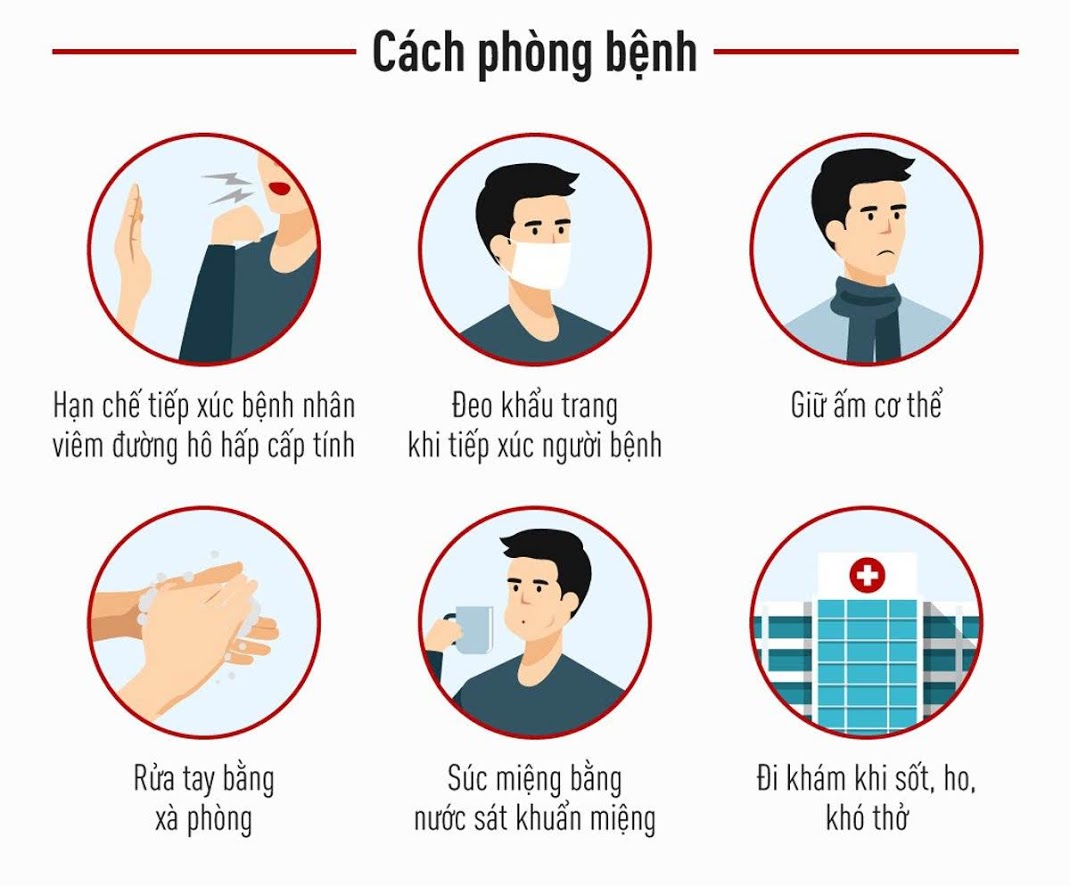 Cách phòng bệnh
Hạn chế tiếp xúc bệnh nhân
viêm đường hô hấp cấp tính
Đeo khẩu trang
khi tiếp xúc người bệnh
Giữ ấm cơ thể
Rửa tay bằng
xà phòng
Súc miệng bằng
nước sát khuẩn miệng
Đi khám khi sốt, ho,
khó thở